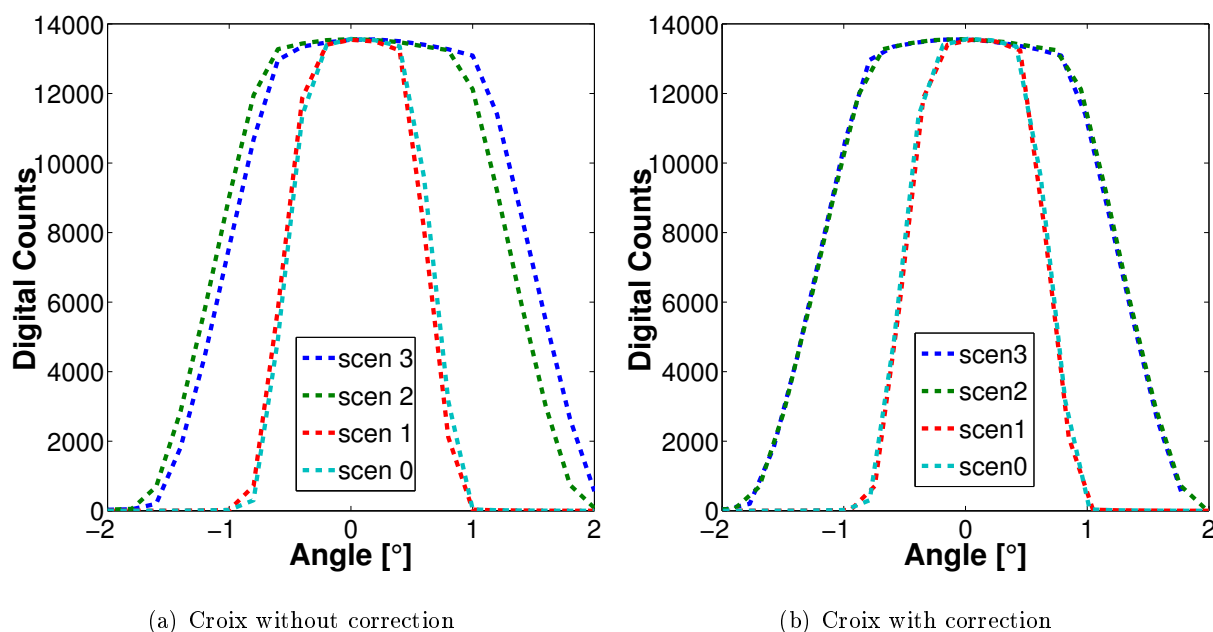 14000
12000
10000
8000
6000
4000
2000
0
−2
−1
0
1
2
Digital Counts
Angle [°]
scen 3
scen 2
scen 1
scen 0
(a) Croix without correction
14000
12000
10000
8000
6000
4000
2000
0
−2
−1
0
1
2
Digital Counts
Angle [°]
scen3
scen2
scen1
scen0
(b) Croix with correction